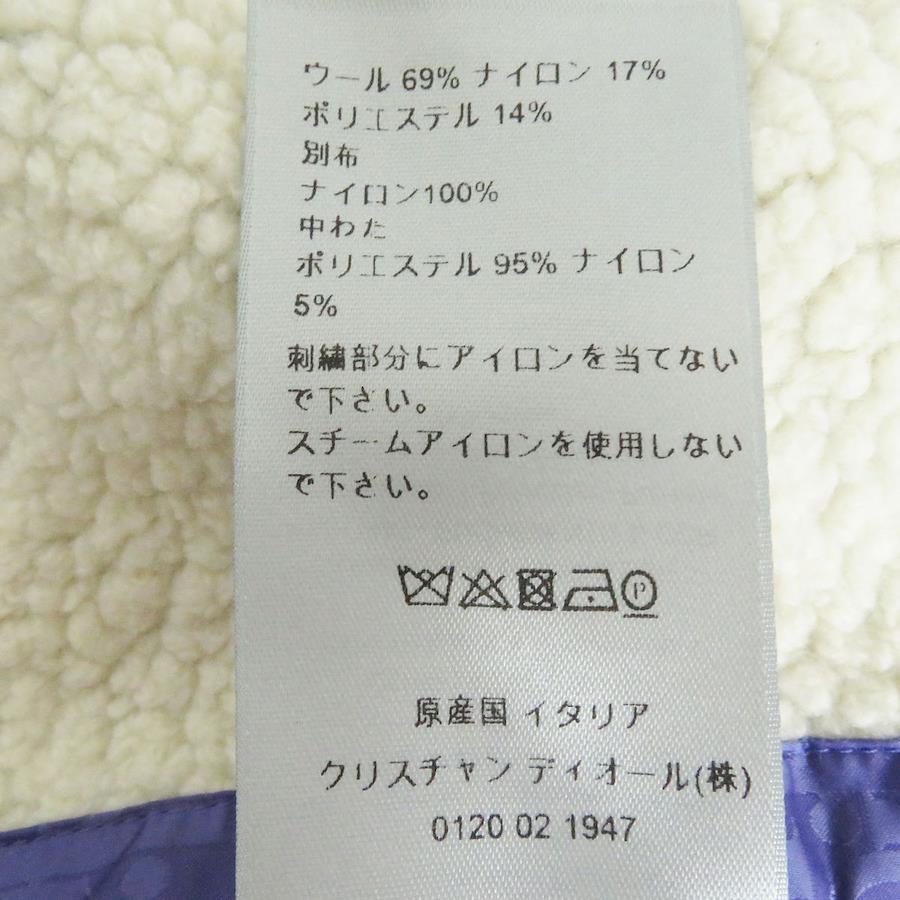 ウール 69% ナイロン 17%
ポリエステル 14%
別布
ナイロン100%
中わた
ポリエステル 95% ナイロン
5%
刺繍部分にアイロンを当てない
で下さい。
スチームアイロンを使用しない
で下さい。
P
原産国 イタリア
クリスチャン ディオール(株)
0120 02 1947